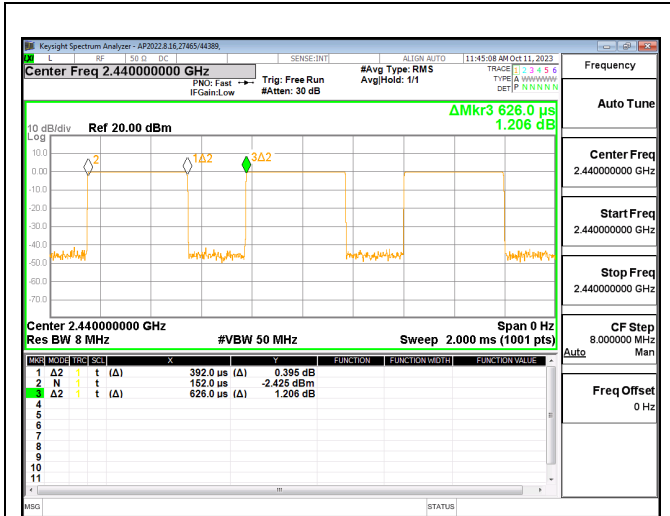 Keysight Spectrum Analyzer - AP2022.8.16,27465/44389,
LXI L RF 50 Ω DC SENSE:INT ALIGN AUTO 11:45:08 AM Oct 11, 2023
Center Freq 2.440000000 GHz
PNO: Fast
IFGain:Low
Trig: Free Run
#Atten: 30 dB
#Avg Type: RMS
Avg|Hold: 1/1
TRACE 1 2 3 4 5 6
TYPE A WWWWW
DET P N N N N N
ΔMkr3 626.0 µs
1.206 dB
10 dB/div Ref 20.00 dBm
Log
10.0
0.00
-10.0
-20.0
-30.0
-40.0
-50.0
-60.0
-70.0
2
1Δ2
3Δ2
Center 2.440000000 GHz Span 0 Hz
Res BW 8 MHz #VBW 50 MHz Sweep 2.000 ms (1001 pts)
MKR MODE TRC SCL X Y FUNCTION FUNCTION WIDTH FUNCTION VALUE
1 Δ2 1 t (Δ) 392.0 µs (Δ) 0.395 dB
2 N 1 t 152.0 µs -2.425 dBm
3 Δ2 1 t (Δ) 626.0 µs (Δ) 1.206 dB
4
5
6
7
8
9
10
11
MSG STATUS
Frequency
Auto Tune
Center Freq
2.440000000 GHz
Start Freq
2.440000000 GHz
Stop Freq
2.440000000 GHz
CF Step
8.000000 MHz
Auto Man
Freq Offset
0 Hz